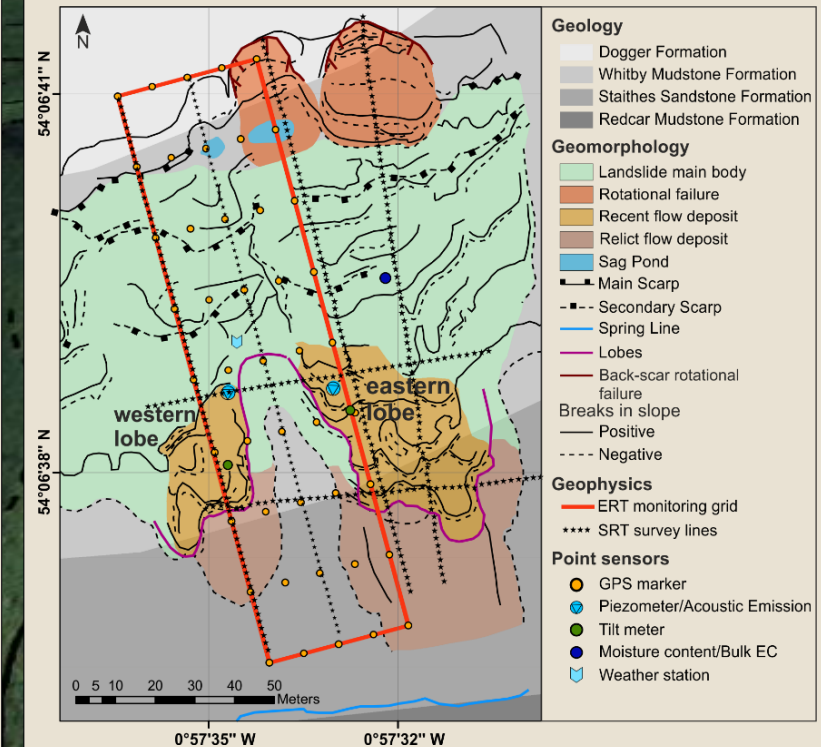 N
54°06'41" N
54°06'38" N
western
lobe
eastern
lobe
0 5 10 20 30 40 50
Meters
0°57'35" W
0°57'32" W
Geology
Dogger Formation
Whitby Mudstone Formation
Staithes Sandstone Formation
Redcar Mudstone Formation
Geomorphology
Landslide main body
Rotational failure
Recent flow deposit
Relict flow deposit
Sag Pond
Main Scarp
Secondary Scarp
Spring Line
Lobes
Back-scar rotational
failure
Breaks in slope
Positive
Negative
Geophysics
ERT monitoring grid
SRT survey lines
Point sensors
GPS marker
Piezometer/Acoustic Emission
Tilt meter
Moisture content/Bulk EC
Weather station